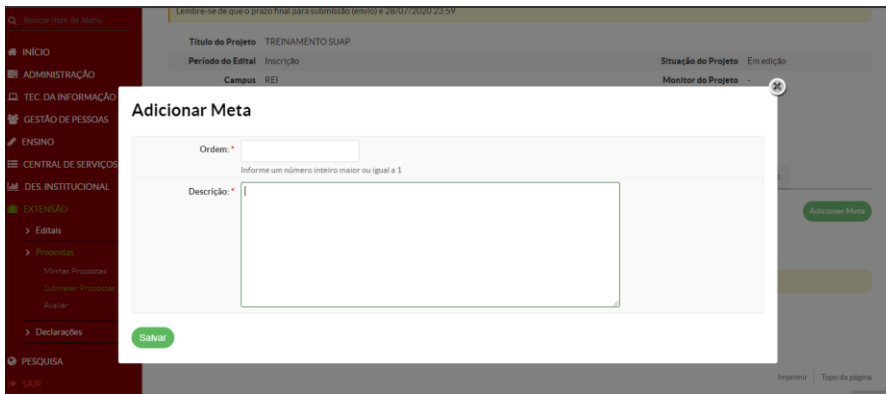 Buscar Item de Menu
INÍCIO
ADMINISTRAÇÃO
TEC. DA INFORMAÇÃO
GESTÃO DE PESSOAS
ENSINO
CENTRAL DE SERVIÇOS
DES. INSTITUCIONAL
EXTENSÃO
Editais
Propostas
Minhas Propostas
Submeter Propostas
Avaliar
Declarações
PESQUISA
SAIR
Lembre-se de que o prazo final para submissão (envio) é 28/07/2020 23:59
Título do Projeto TREINAMENTO SUAP
Período do Edital Inscrição Situação do Projeto Em edição
Campus REI Monitor do Projeto -
Adicionar Meta
Ordem: *
Informe um número inteiro maior ou igual a 1
Descrição: *
Salvar
Adicionar Meta
Imprimir Topo da página